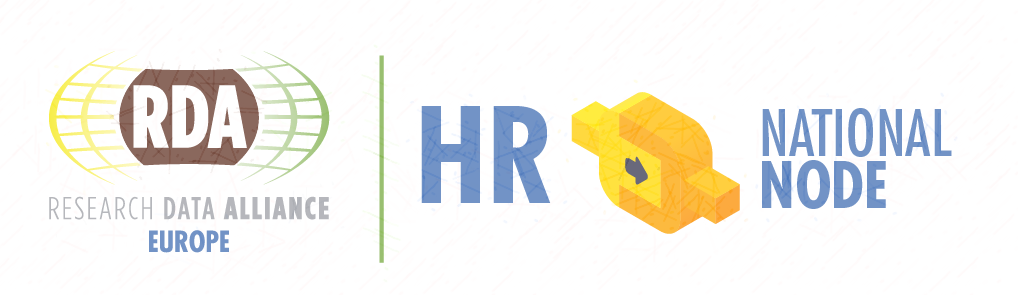 RDA
RESEARCH DATA ALLIANCE
EUROPE
HR
NATIONAL
NODE